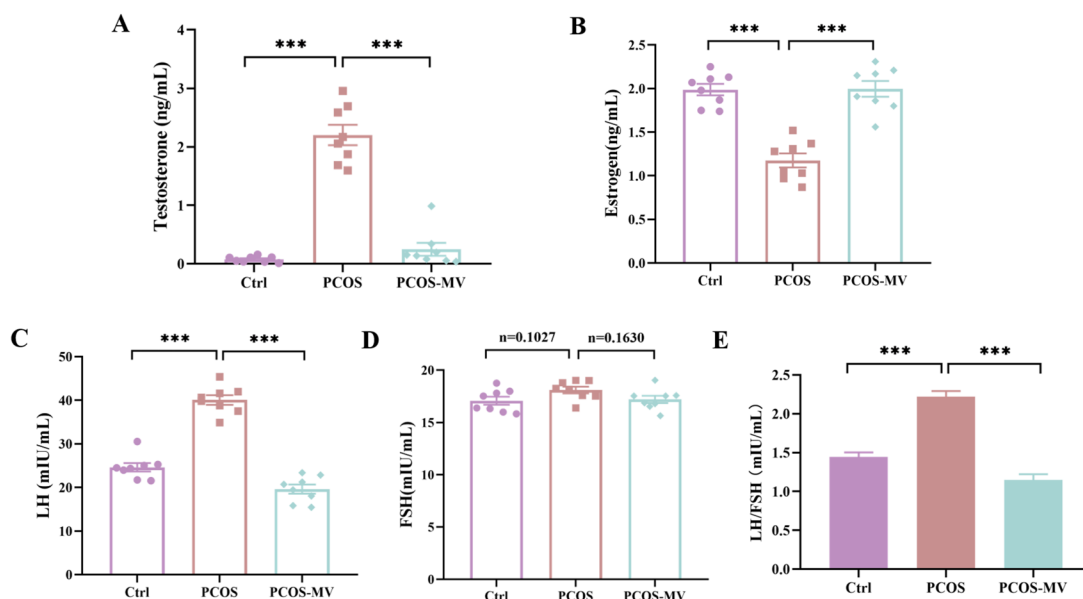 A
Testosterone (ng/mL)
4
3
2
1
0
***
***
Ctrl
PCOS
PCOS-MV
B
Estrogen(ng/mL)
2.5
2.0
1.5
1.0
0.5
0.0
***
***
Ctrl
PCOS
PCOS-MV
C
LH (mIU/mL)
50
40
30
20
10
0
***
***
Ctrl
PCOS
PCOS-MV
D
FSH(mIU/mL)
20
15
10
5
0
n=0.1027
n=0.1630
Ctrl
PCOS
PCOS-MV
E
LH/FSH (mIU/mL)
2.5
2.0
1.5
1.0
0.5
0.0
***
***
Ctrl
PCOS
PCOS-MV